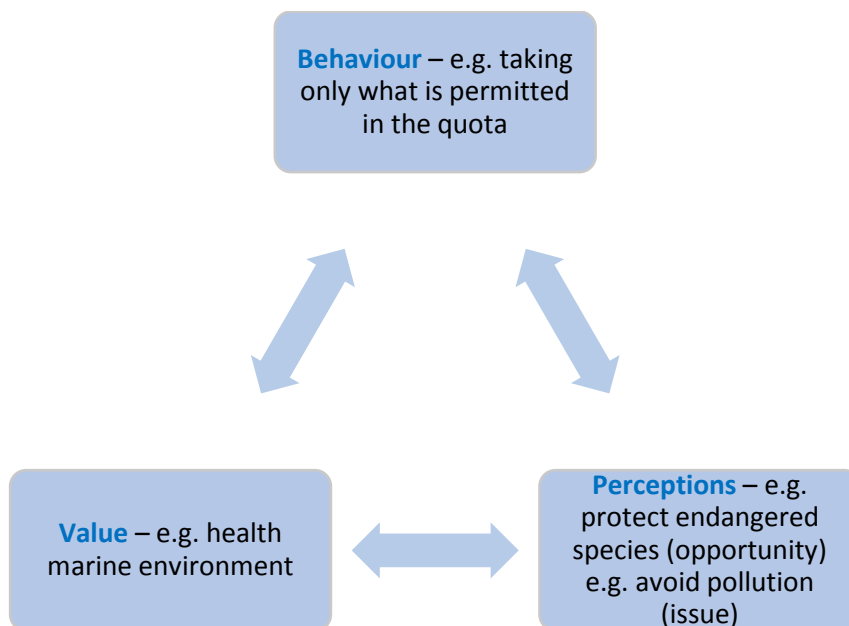 Behaviour – e.g. taking
only what is permitted
in the quota
Value – e.g. health
marine environment
Perceptions – e.g.
protect endangered
species (opportunity)
e.g. avoid pollution
(issue)